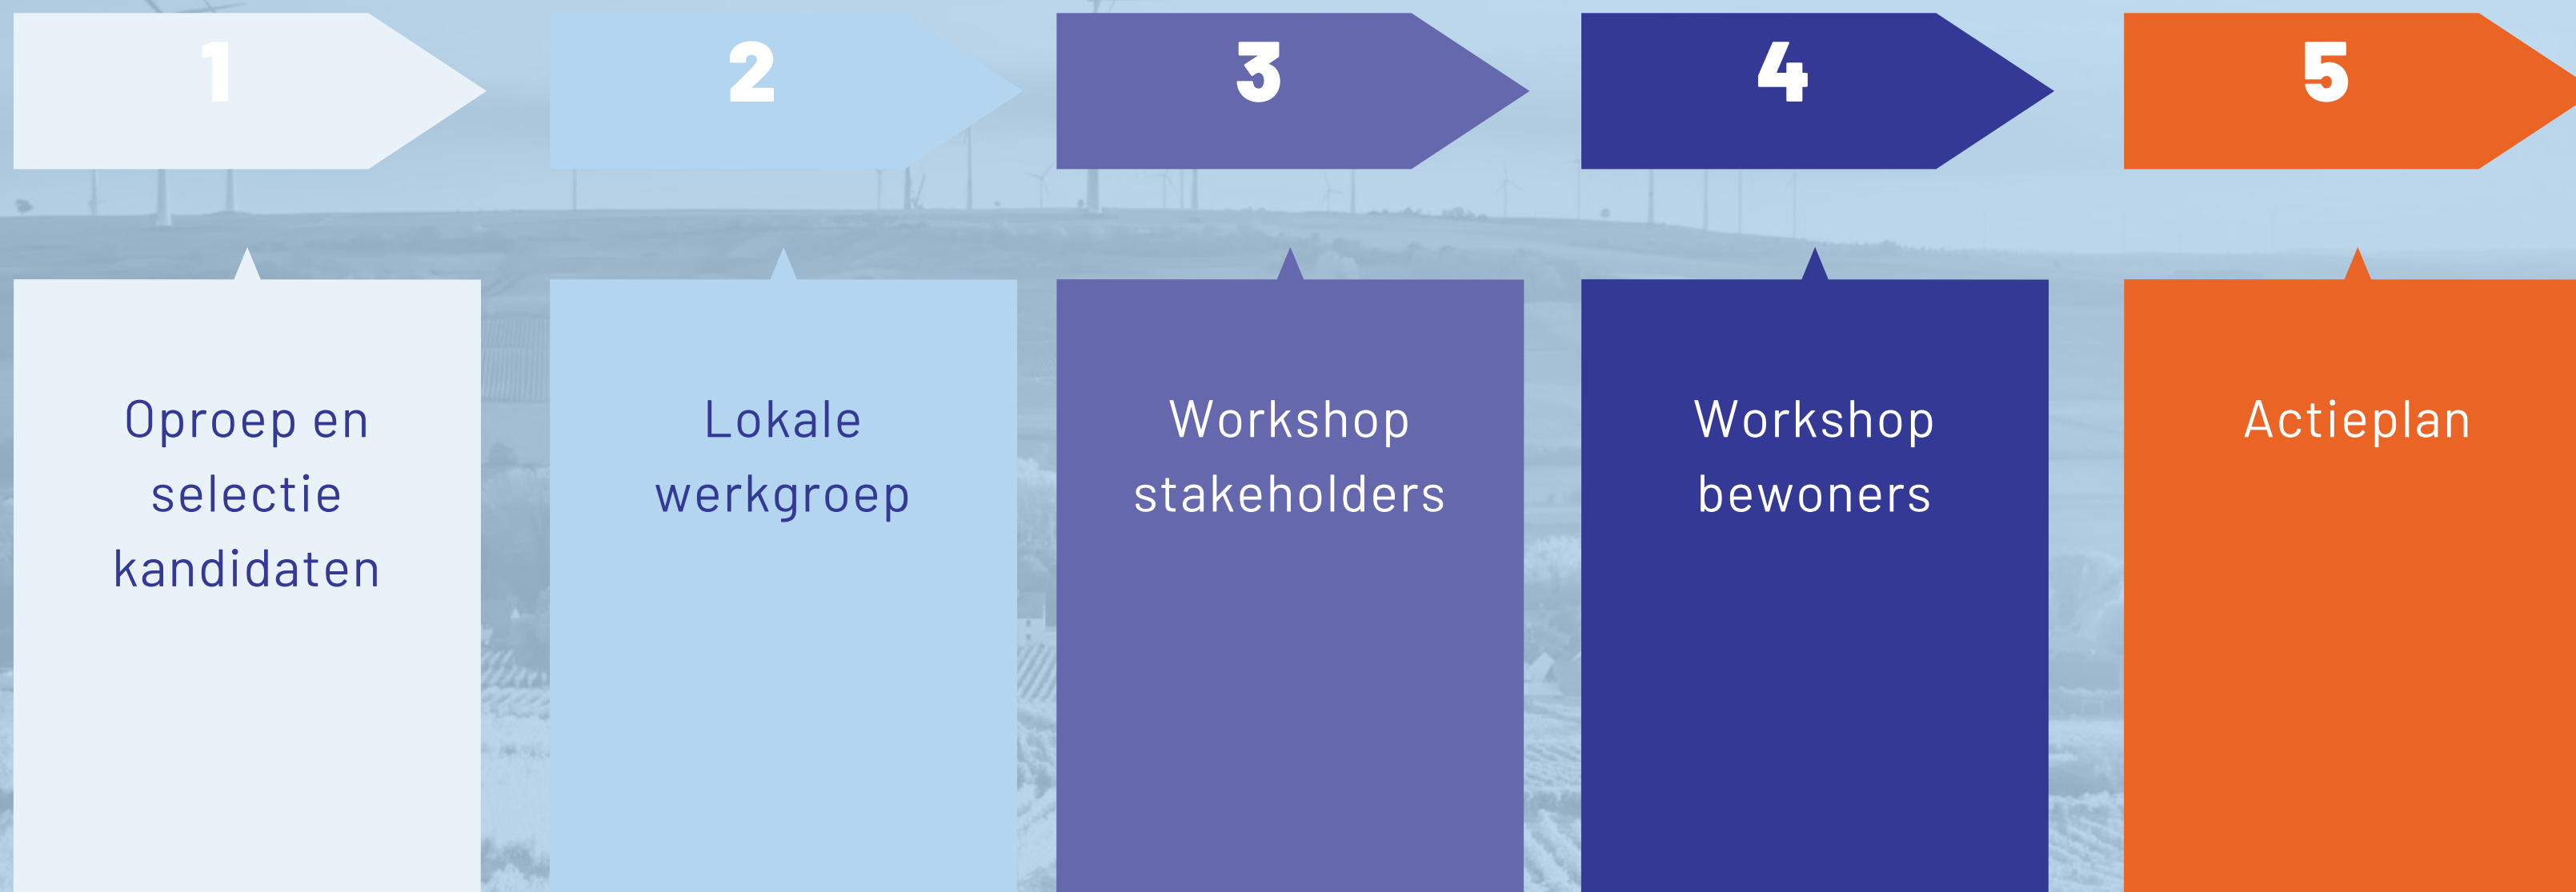 1
2
3
4
5
Oproep en
selectie
kandidaten
Lokale
werkgroep
Workshop
stakeholders
Workshop
bewoners
Actieplan